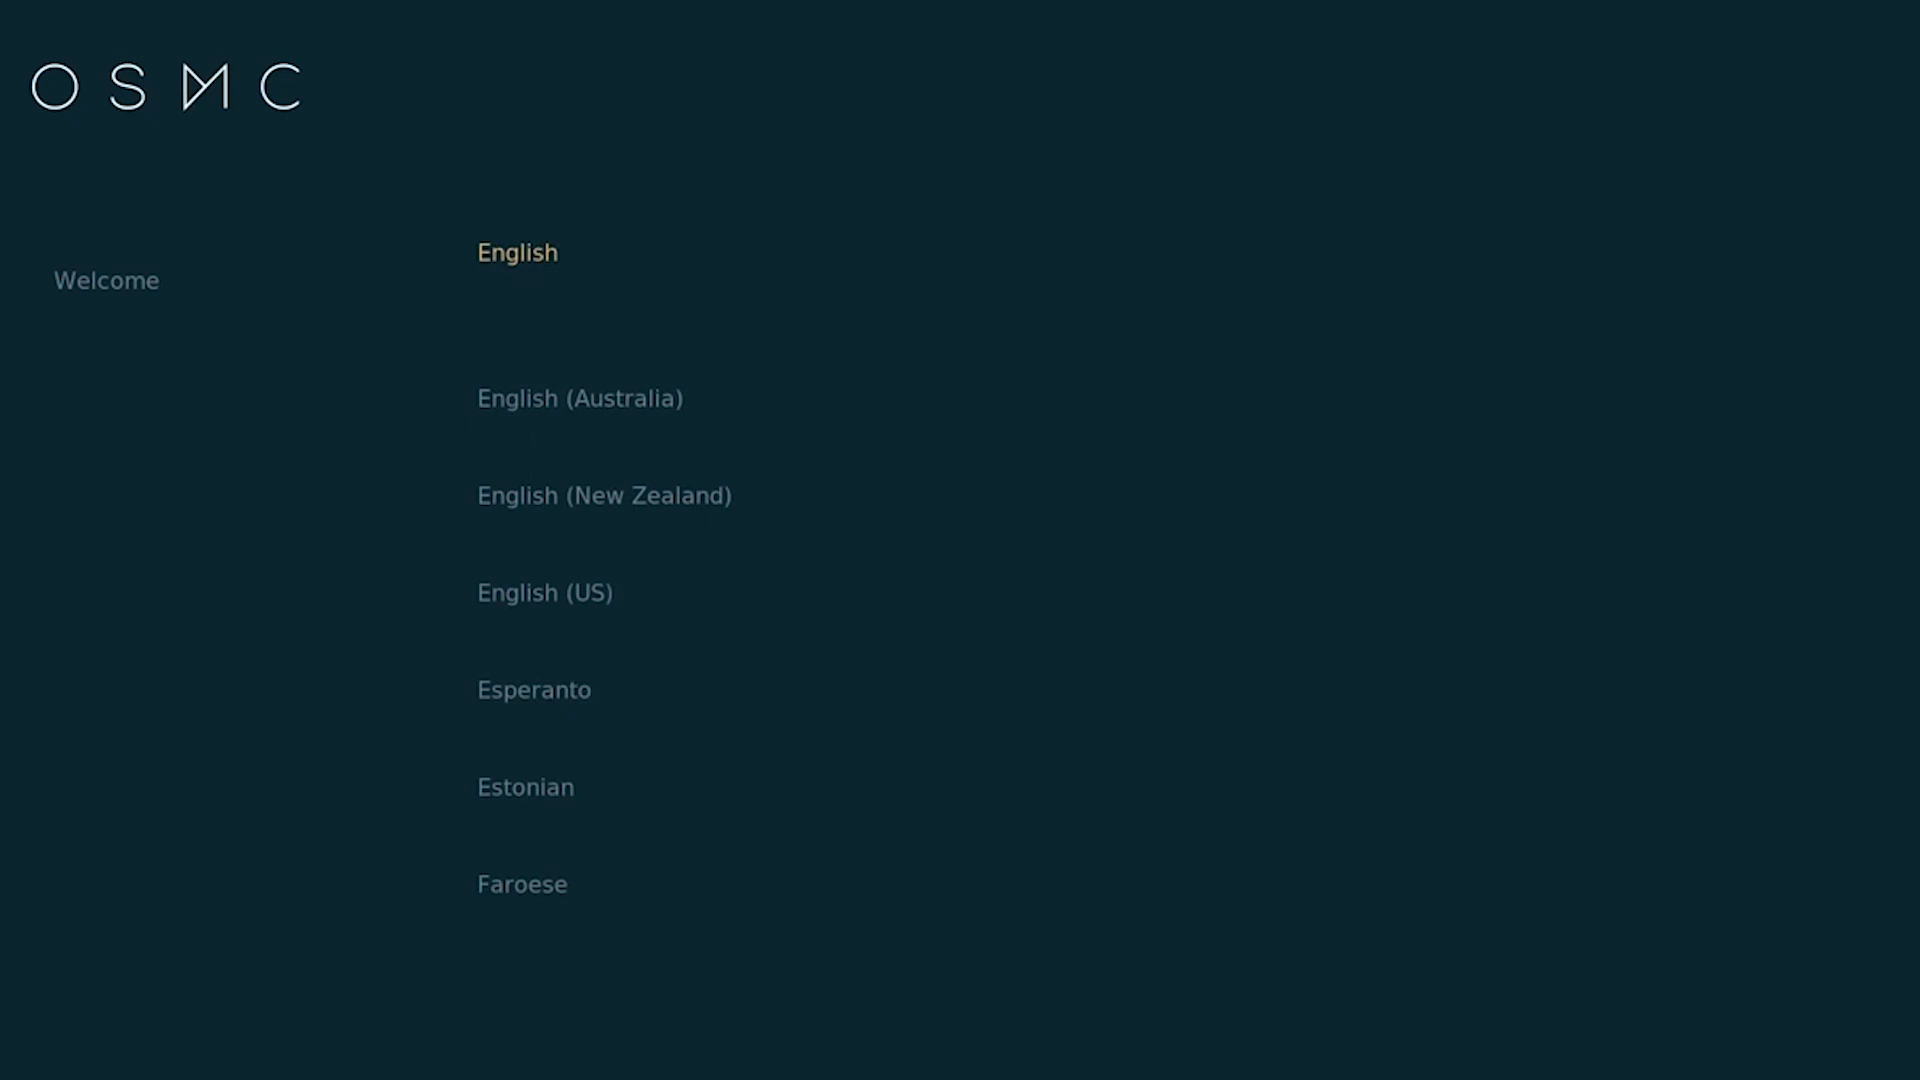 OSMC
Welcome
English
English (Australia)
English (New Zealand)
English (US)
Esperanto
Estonian
Faroese